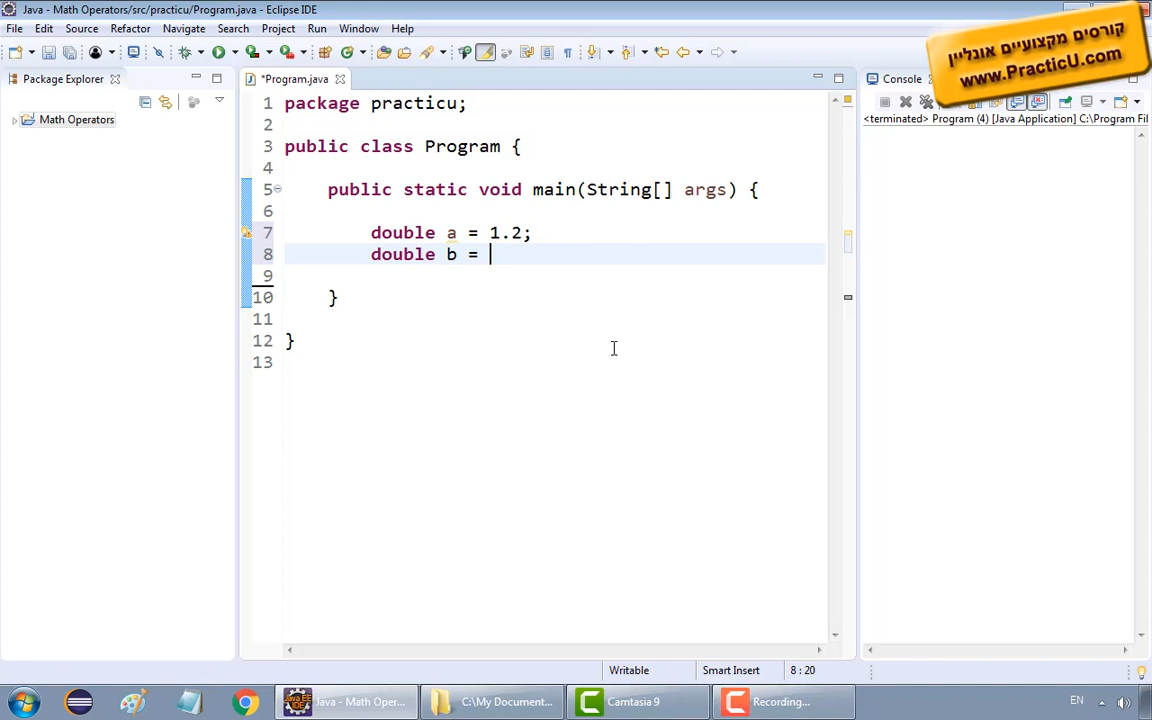 Java - Math Operators/src/practicu/Program.java - Eclipse IDE
File Edit Source Refactor Navigate Search Project Run Window Help
קורסים מקצועיים אונליין
www.PracticU.com
Package Explorer
*Program.java
Console
Math Operators
<terminated> Program (4) [Java Application] C:\Program Fil
1 package practicu;
2
3 public class Program {
4
5 public static void main(String[] args) {
6
7 double a = 1.2;
8 double b =
9
10 }
11
12 }
13
Writable Smart Insert 8 : 20
Java - Math Oper... C:\My Document... Camtasia 9 Recording... EN